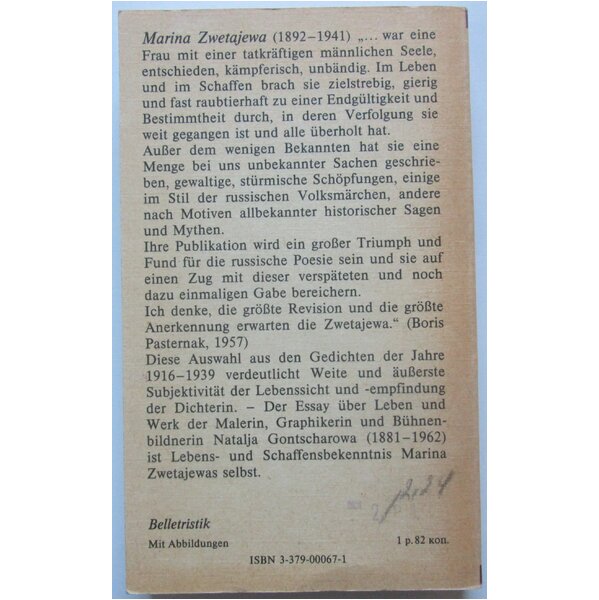 Marina Zwetajewa (1892–1941) „... war eine
Frau mit einer tatkräftigen männlichen Seele,
entschieden, kämpferisch, unbändig. Im Leben
und im Schaffen brach sie zielstrebig, gierig
und fast raubtierhaft zu einer Endgültigkeit und
Bestimmtheit durch, in deren Verfolgung sie
weit gegangen ist und alle überholt hat.
Außer dem wenigen Bekannten hat sie eine
Menge bei uns unbekannter Sachen geschrie-
ben, gewaltige, stürmische Schöpfungen, einige
im Stil der russischen Volksmärchen, andere
nach Motiven allbekannter historischer Sagen
und Mythen.
Ihre Publikation wird ein großer Triumph und
Fund für die russische Poesie sein und sie auf
einen Zug mit dieser verspäteten und noch
dazu einmaligen Gabe bereichern.
Ich denke, die größte Revision und die größte
Anerkennung erwarten die Zwetajewa.“ (Boris
Pasternak, 1957)
Diese Auswahl aus den Gedichten der Jahre
1916–1939 verdeutlicht Weite und äußerste
Subjektivität der Lebenssicht und -empfindung
der Dichterin. – Der Essay über Leben und
Werk der Malerin, Graphikerin und Bühnen-
bildnerin Natalja Gontscharowa (1881–1962)
ist Lebens- und Schaffensbekenntnis Marina
Zwetajewas selbst.
Belletristik
Mit Abbildungen
1 р. 82 коп.
ISBN 3-379-00067-1